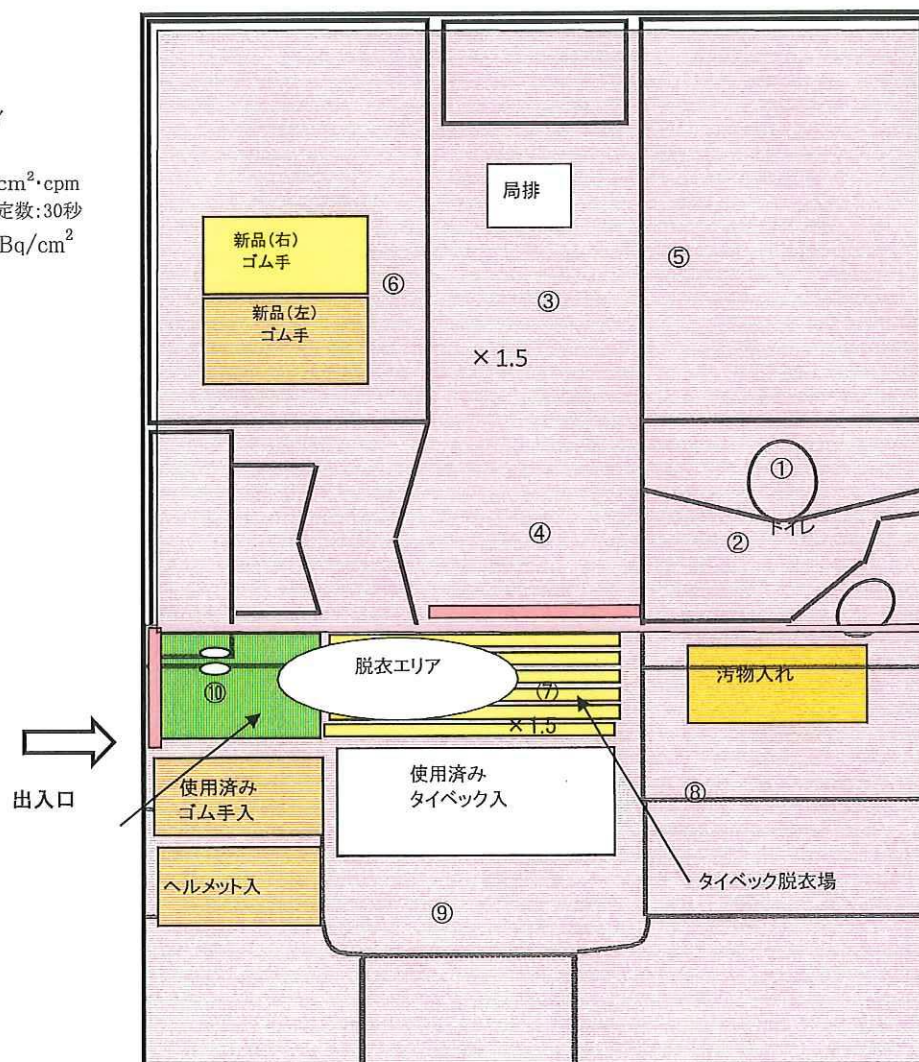 cm²・cpm
定数:30秒
Bq/cm²
局排
新品(右)
ゴム手
⑥
⑤
③
新品(左)
ゴム手
×1.5
①
トイレ
④
②
脱衣エリア
汚物入れ
⑩
⑦
×1.5
出入口
使用済み
ゴム手入
使用済み
タイベック入
⑧
ヘルメット入
タイベック脱衣場
⑨